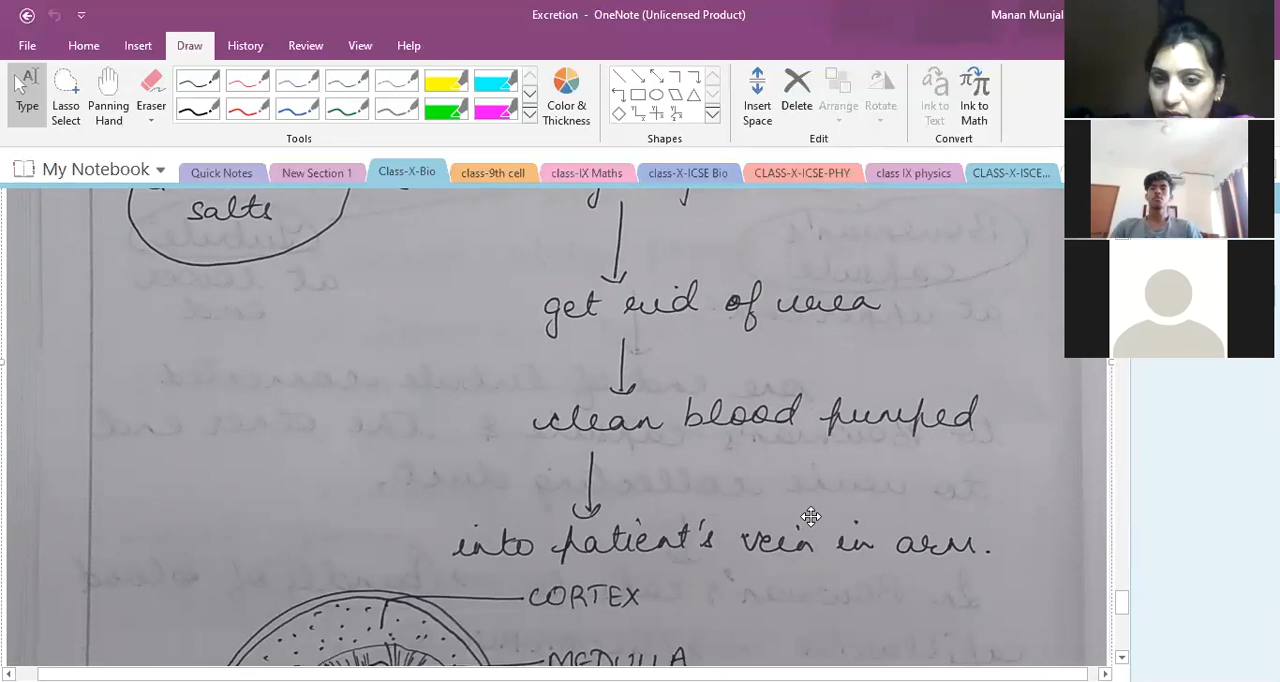 Excretion - OneNote (Unlicensed Product)
Manan Munjal
File Home Insert Draw History Review View Help
Type
Lasso Select
Panning Hand
Eraser
Color & Thickness
Insert Space
Delete
Arrange
Rotate
Ink to Text
Ink to Math
Tools
Shapes
Edit
Convert
My Notebook
Quick Notes
New Section 1
Class-X-Bio
class-9th cell
class-IX Maths
class-X-ICSE Bio
CLASS-X-ICSE-PHY
class IX physics
CLASS-X-ISCE...
salts
get rid of urea
clean blood pumped
into patient's vein in arm.
CORTEX
MEDULLA